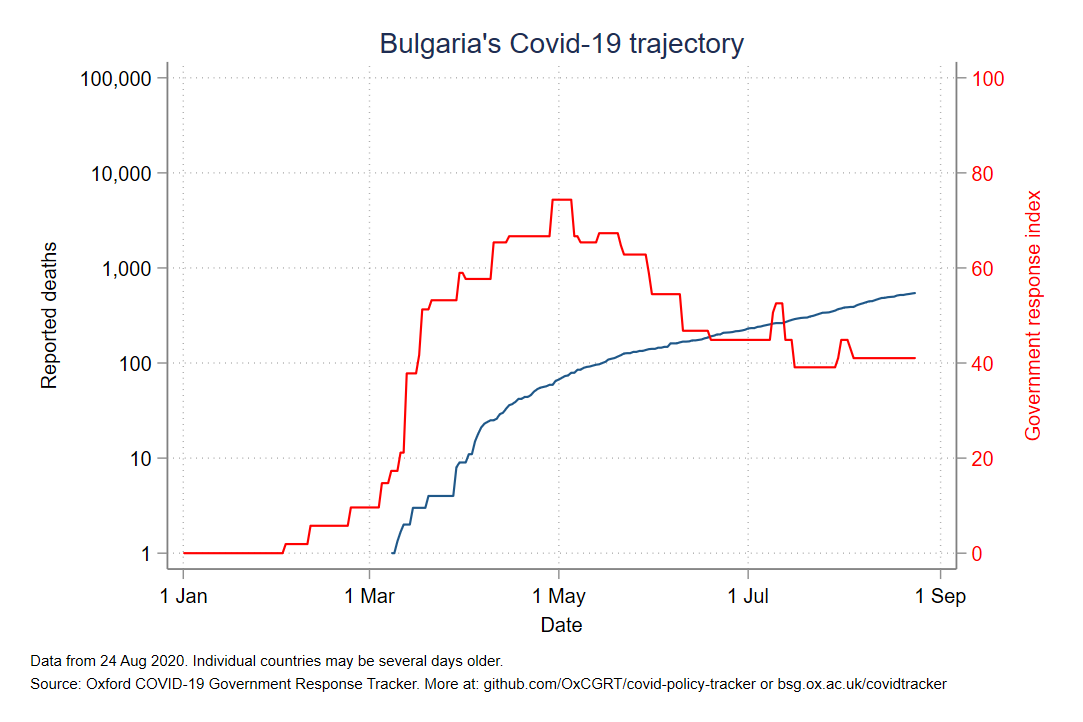 Bulgaria's Covid-19 trajectory
100,000
10,000
1,000
100
10
1
Reported deaths
100
80
60
40
20
0
Government response index
1 Jan
1 Mar
1 May
1 Jul
1 Sep
Date
Data from 24 Aug 2020. Individual countries may be several days older.
Source: Oxford COVID-19 Government Response Tracker. More at: github.com/OxCGRT/covid-policy-tracker or bsg.ox.ac.uk/covidtracker